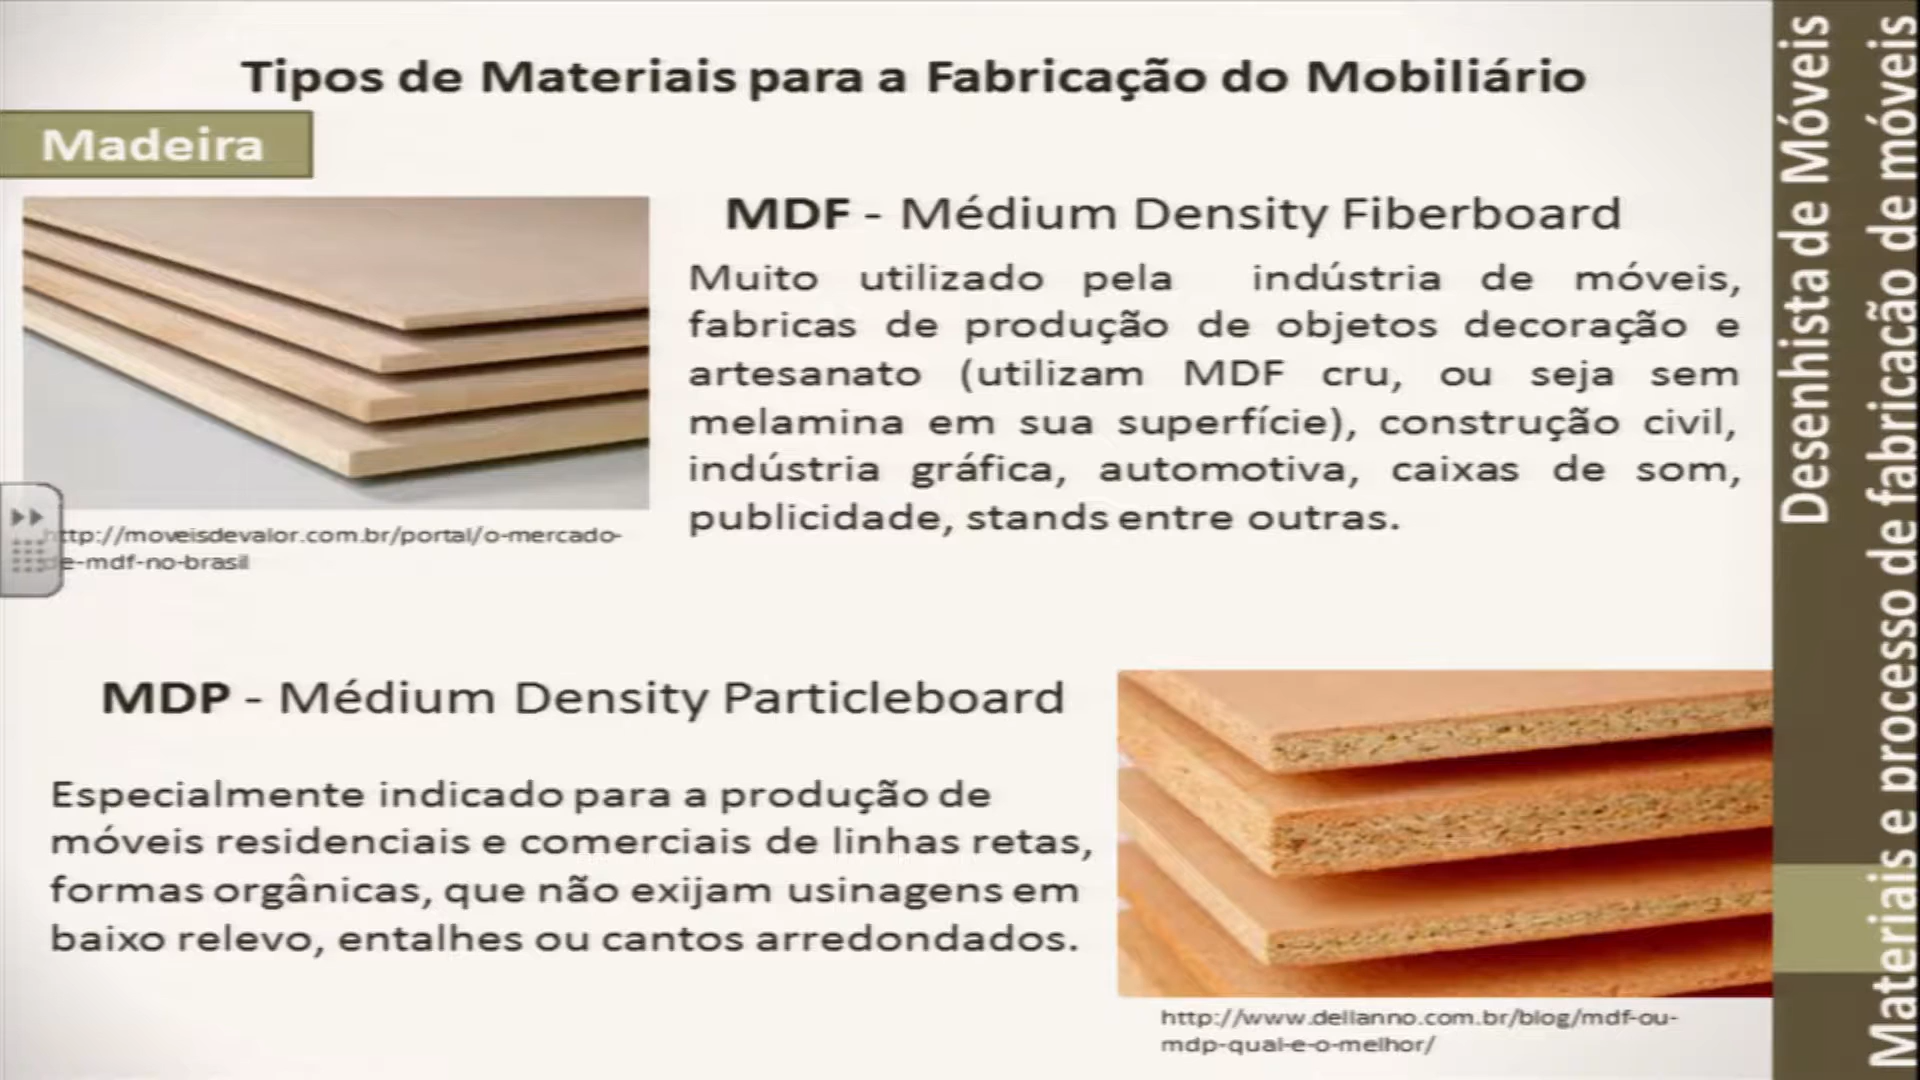 Tipos de Materiais para a Fabricação do Mobiliário
Madeira
MDF - Médium Density Fiberboard
Muito utilizado pela indústria de móveis,
fabricas de produção de objetos decoração e
artesanato (utilizam MDF cru, ou seja sem
melamina em sua superfície), construção civil,
indústria gráfica, automotiva, caixas de som,
publicidade, stands entre outras.
http://moveisdevalor.com.br/portal/o-mercado-
de-mdf-no-brasil
MDP - Médium Density Particleboard
Especialmente indicado para a produção de
móveis residenciais e comerciais de linhas retas,
formas orgânicas, que não exijam usinagens em
baixo relevo, entalhes ou cantos arredondados.
http://www.dellanno.com.br/blog/mdf-ou-
mdp-qual-e-o-melhor/
Desenhista de Móveis
Materiais e processo de fabricação de móveis